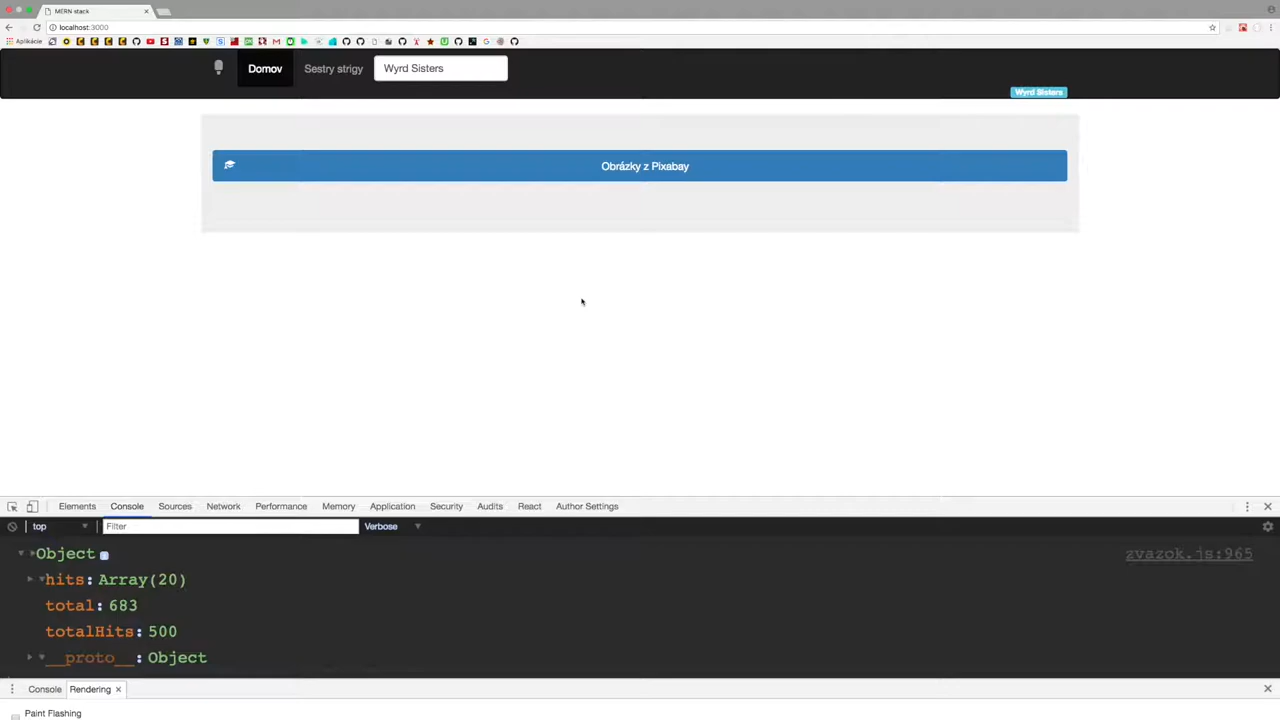 MERN stack
localhost:3000
Aplikácie
Domov
Sestry strigy
Wyrd Sisters
Wyrd Sisters
Obrázky z Pixabay
Elements Console Sources Network Performance Memory Application Security Audits React Author Settings
top Filter Verbose
Object zvazok.js:965
hits: Array(20)
total: 683
totalHits: 500
__proto__: Object
Console Rendering
Paint Flashing